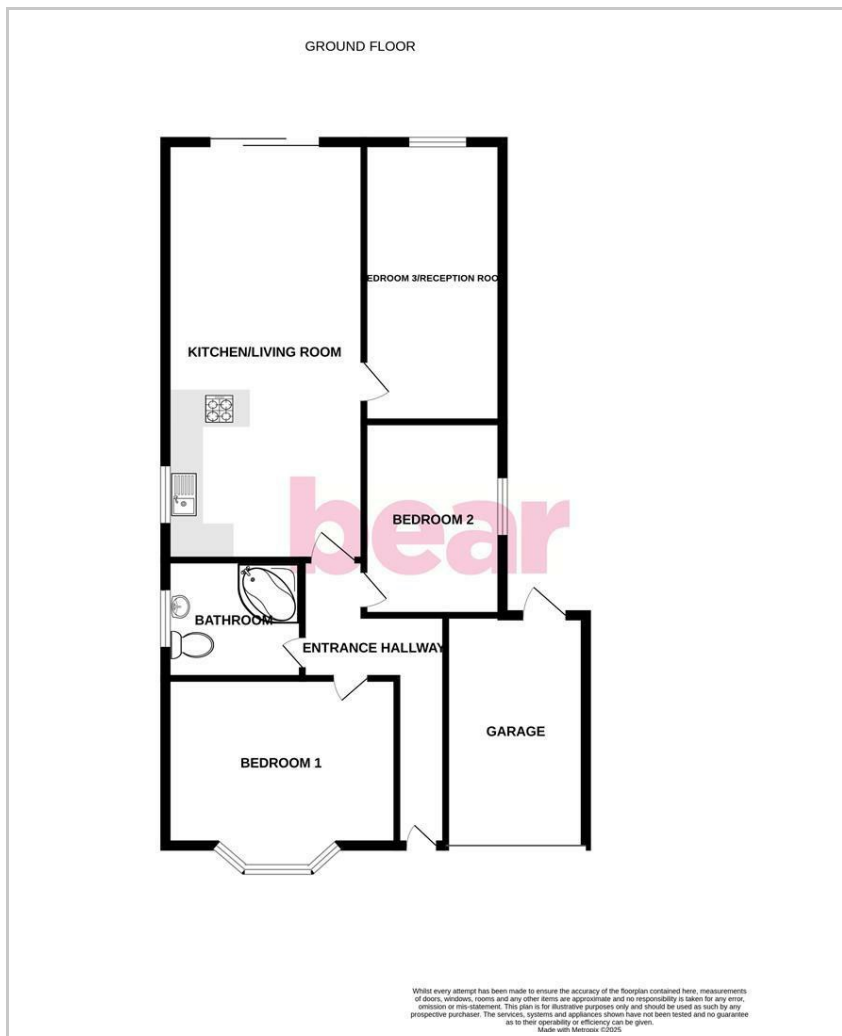 GROUND FLOOR
EDROOM 3/RECEPTION ROO
KITCHEN/LIVING ROOM
bear
BEDROOM 2
BATHROOM
ENTRANCE HALLWAY
GARAGE
BEDROOM 1
Whilst every attempt has been made to ensure the accuracy of the floorplan contained here, measurements
of doors, windows, rooms and any other items are approximate and no responsibility is taken for any error,
omission or mis-statement. This plan is for illustrative purposes only and should be used as such by any
prospective purchaser. The services, systems and appliances shown have not been tested and no guarantee
as to their operability or efficiency can be given.
Made with Metropix ©2025